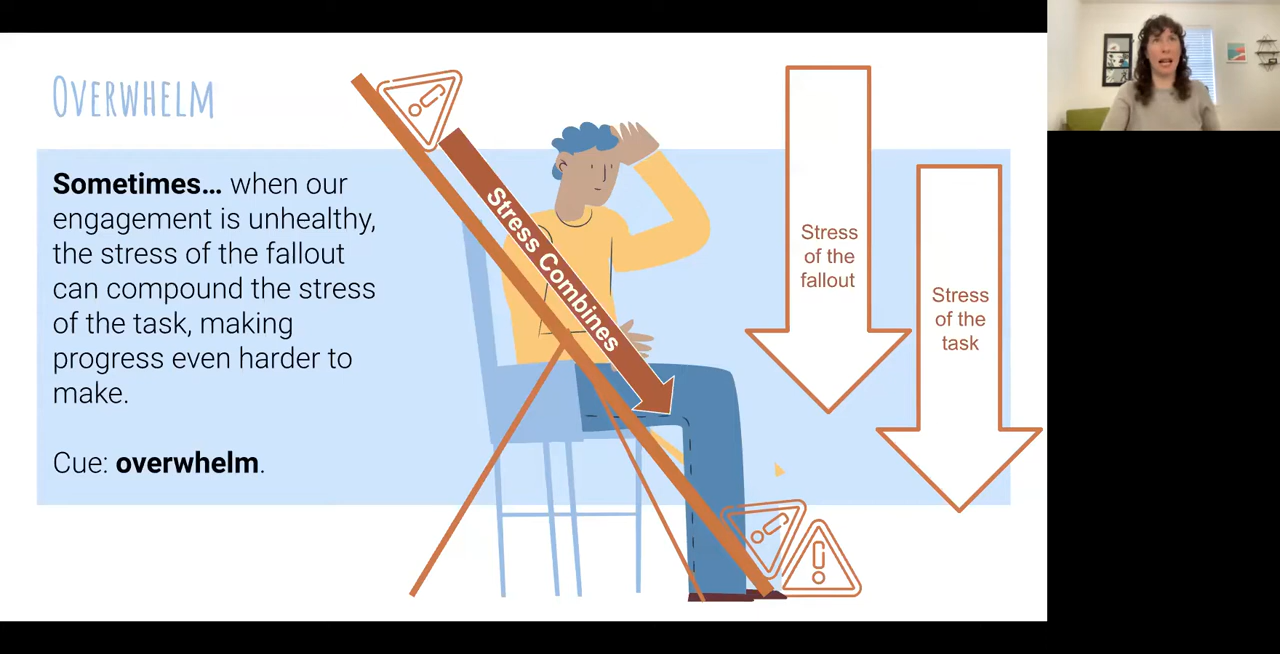 OVERWHELM
Sometimes… when our
engagement is unhealthy,
the stress of the fallout
can compound the stress
of the task, making
progress even harder to
make.
Cue: overwhelm.
Stress Combines
Stress
of the
fallout
Stress
of the
task